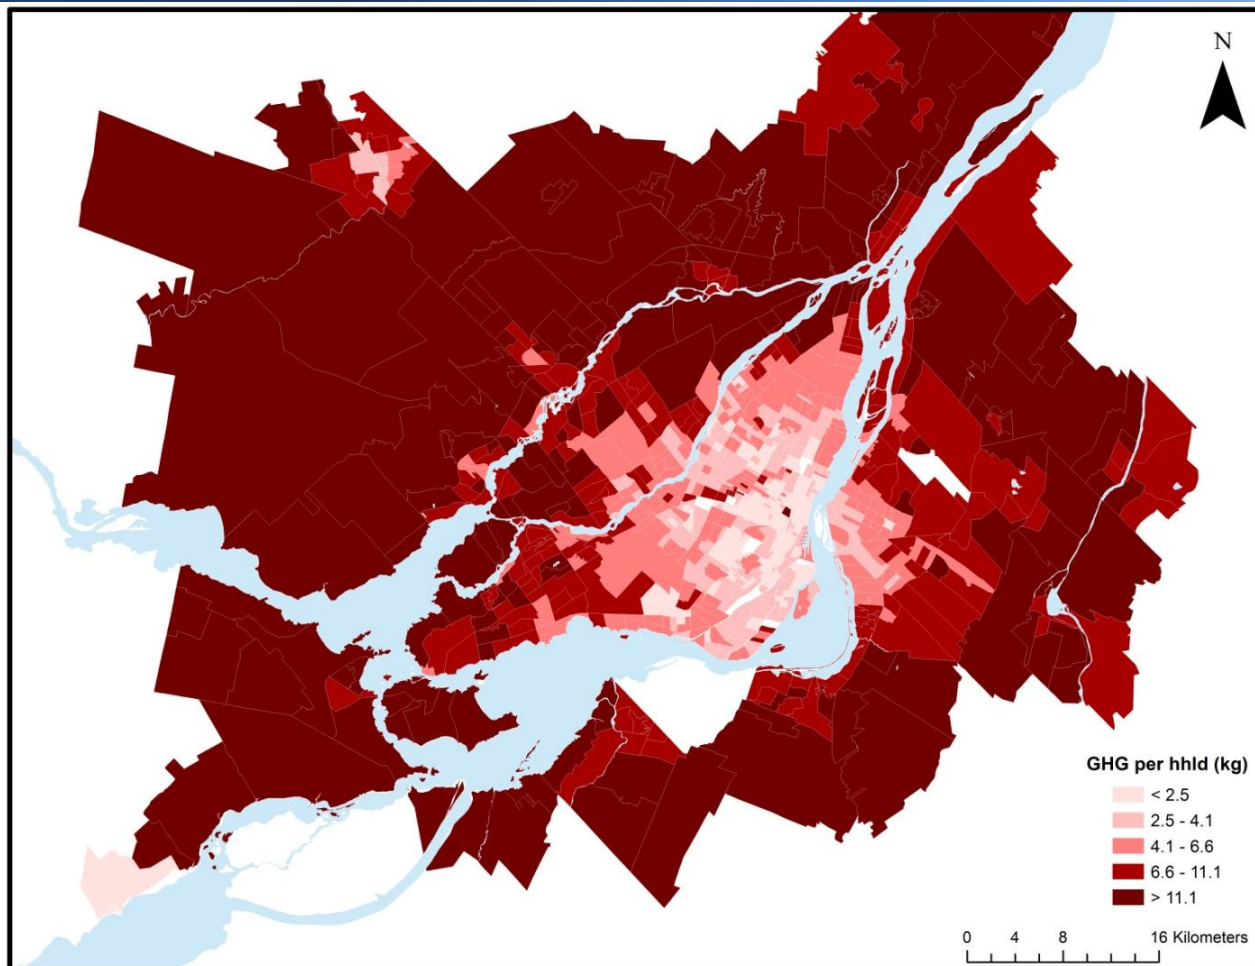 N
GHG per hhld (kg)
< 2.5
2.5 - 4.1
4.1 - 6.6
6.6 - 11.1
> 11.1
0 4 8 16 Kilometers